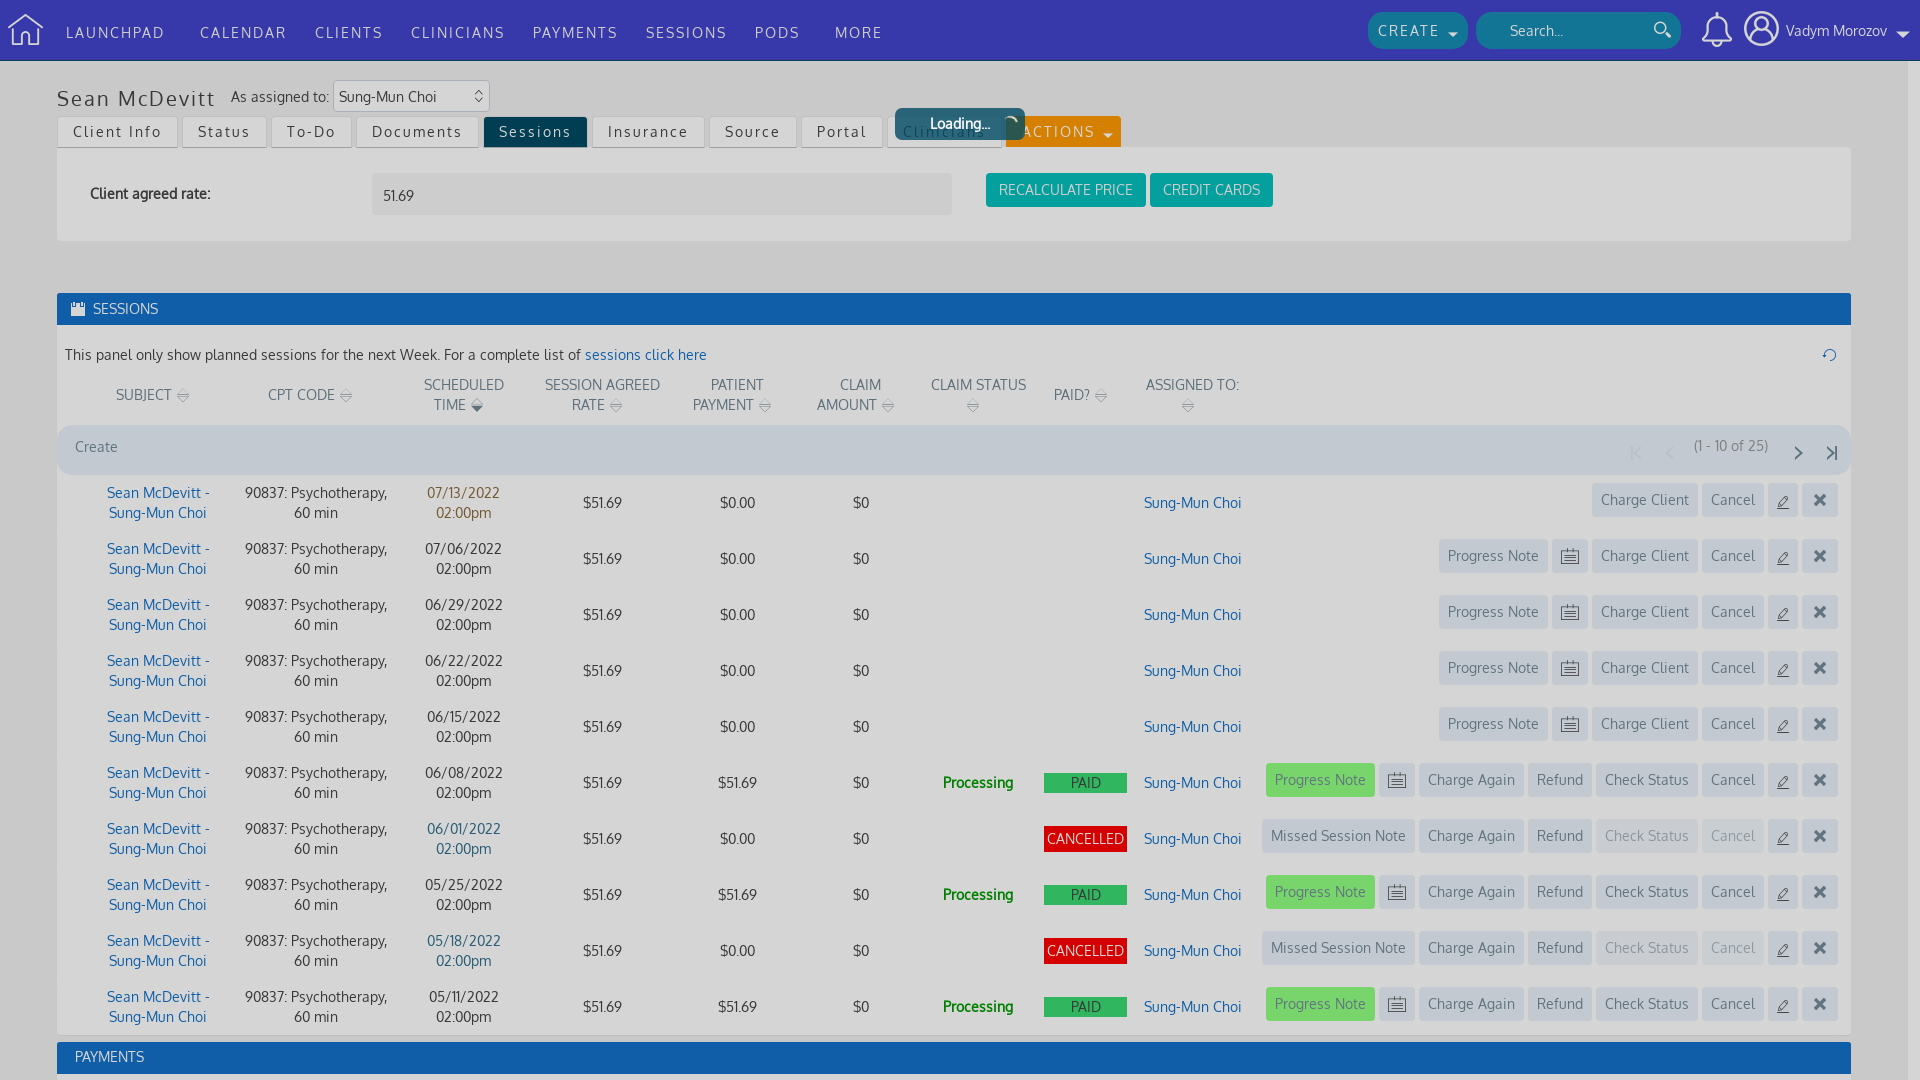 LAUNCHPAD CALENDAR CLIENTS CLINICIANS PAYMENTS SESSIONS PODS MORE CREATE Search... Vadym Morozov
Sean McDevitt As assigned to: Sung-Mun Choi
Loading...
Client Info Status To-Do Documents Sessions Insurance Source Portal Clinicians ACTIONS
Client agreed rate: 51.69 RECALCULATE PRICE CREDIT CARDS
SESSIONS
This panel only show planned sessions for the next Week. For a complete list of sessions click here
SUBJECT CPT CODE SCHEDULED TIME SESSION AGREED RATE PATIENT PAYMENT CLAIM AMOUNT CLAIM STATUS PAID? ASSIGNED TO:
Create (1 - 10 of 25)
Sean McDevitt - Sung-Mun Choi 90837: Psychotherapy, 60 min 07/13/2022 02:00pm $51.69 $0.00 $0 Sung-Mun Choi Charge Client Cancel
Sean McDevitt - Sung-Mun Choi 90837: Psychotherapy, 60 min 07/06/2022 02:00pm $51.69 $0.00 $0 Sung-Mun Choi Progress Note Charge Client Cancel
Sean McDevitt - Sung-Mun Choi 90837: Psychotherapy, 60 min 06/29/2022 02:00pm $51.69 $0.00 $0 Sung-Mun Choi Progress Note Charge Client Cancel
Sean McDevitt - Sung-Mun Choi 90837: Psychotherapy, 60 min 06/22/2022 02:00pm $51.69 $0.00 $0 Sung-Mun Choi Progress Note Charge Client Cancel
Sean McDevitt - Sung-Mun Choi 90837: Psychotherapy, 60 min 06/15/2022 02:00pm $51.69 $0.00 $0 Sung-Mun Choi Progress Note Charge Client Cancel
Sean McDevitt - Sung-Mun Choi 90837: Psychotherapy, 60 min 06/08/2022 02:00pm $51.69 $51.69 $0 Processing PAID Sung-Mun Choi Progress Note Charge Again Refund Check Status Cancel
Sean McDevitt - Sung-Mun Choi 90837: Psychotherapy, 60 min 06/01/2022 02:00pm $51.69 $0.00 $0 CANCELLED Sung-Mun Choi Missed Session Note Charge Again Refund Check Status Cancel
Sean McDevitt - Sung-Mun Choi 90837: Psychotherapy, 60 min 05/25/2022 02:00pm $51.69 $51.69 $0 Processing PAID Sung-Mun Choi Progress Note Charge Again Refund Check Status Cancel
Sean McDevitt - Sung-Mun Choi 90837: Psychotherapy, 60 min 05/18/2022 02:00pm $51.69 $0.00 $0 CANCELLED Sung-Mun Choi Missed Session Note Charge Again Refund Check Status Cancel
Sean McDevitt - Sung-Mun Choi 90837: Psychotherapy, 60 min 05/11/2022 02:00pm $51.69 $51.69 $0 Processing PAID Sung-Mun Choi Progress Note Charge Again Refund Check Status Cancel
PAYMENTS